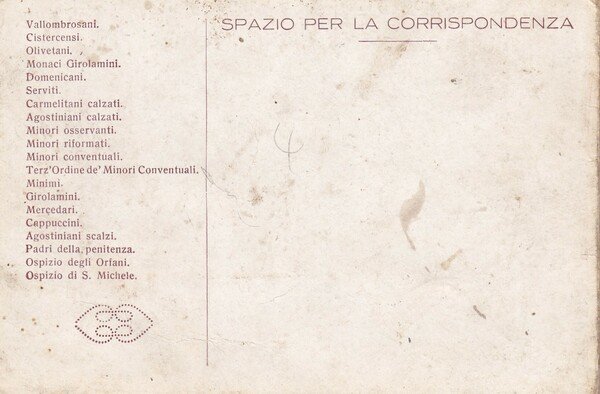 Vallombrosani.
Cistercensi.
Olivetani.
Monaci Girolamini.
Domenicani.
Serviti.
Carmelitani calzati.
Agostiniani calzati.
Minori osservanti.
Minori riformati.
Minori conventuali.
Terz'Ordine de' Minori Conventuali.
Minimi.
Girolamini.
Mercedari.
Cappuccini.
Agostiniani scalzi.
Padri della penitenza.
Ospizio degli Orfani.
Ospizio di S. Michele.
SPAZIO PER LA CORRISPONDENZA
4